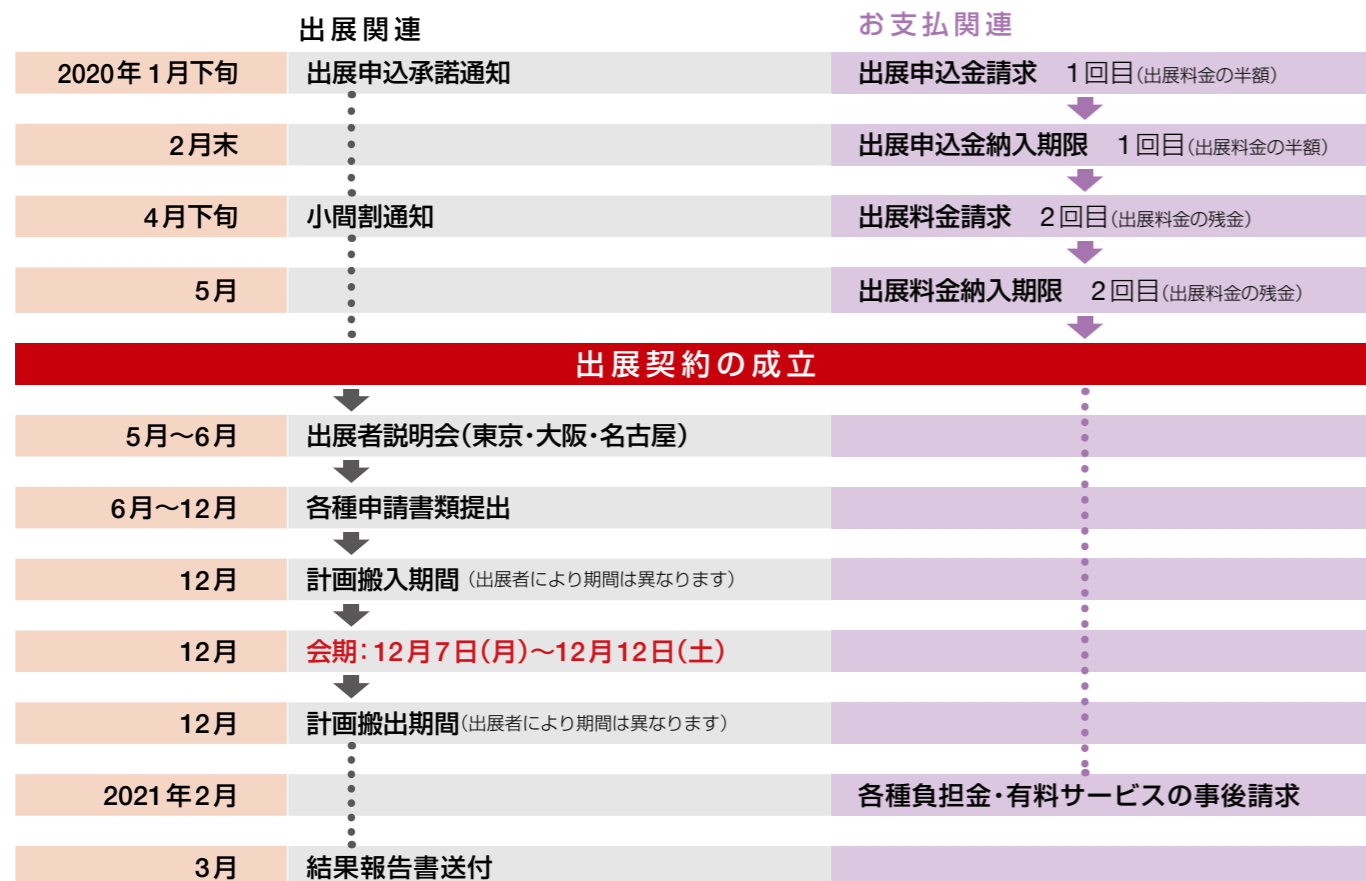 出展関連 お支払関連
2020年1月下旬 出展申込承諾通知 出展申込金請求 1回目(出展料金の半額)
2月末 出展申込金納入期限 1回目(出展料金の半額)
4月下旬 小間割通知 出展料金請求 2回目(出展料金の残金)
5月 出展料金納入期限 2回目(出展料金の残金)
出展契約の成立
5月〜6月 出展者説明会(東京・大阪・名古屋)
6月〜12月 各種申請書類提出
12月 計画搬入期間(出展者により期間は異なります)
12月 会期:12月7日(月)〜12月12日(土)
12月 計画搬出期間(出展者により期間は異なります)
2021年2月 各種負担金・有料サービスの事後請求
3月 結果報告書送付